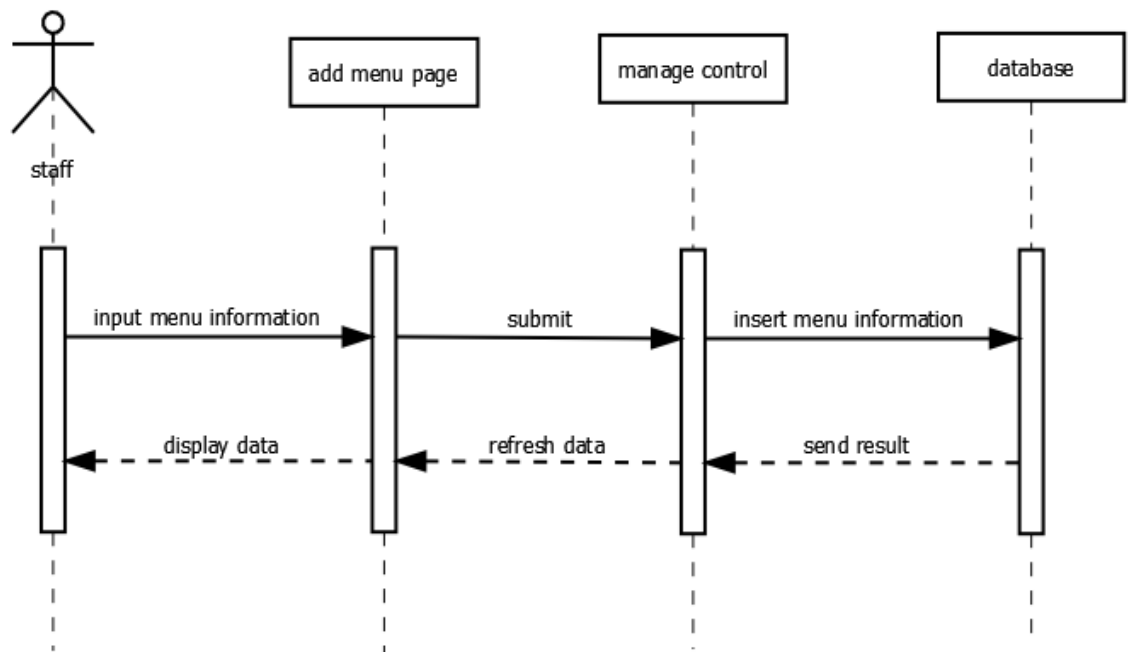 add menu page
manage control
database
staff
input menu information
submit
insert menu information
display data
refresh data
send result